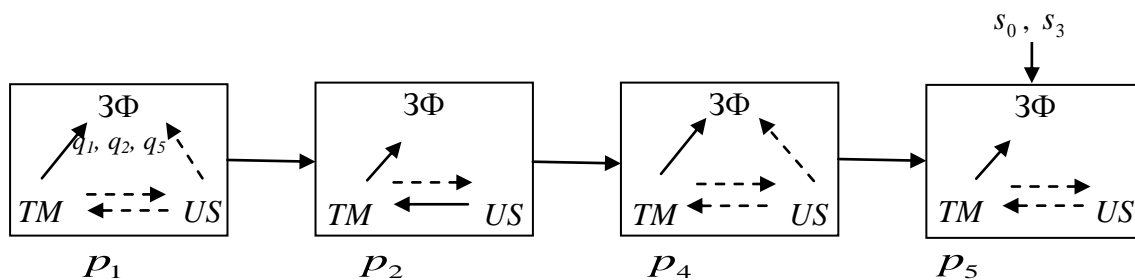 s₀ , s₃
ЗФ ЗФ ЗФ ЗФ
q₁, q₂, q₅
TM US TM US TM US TM US
p₁ p₂ p₄ p₅